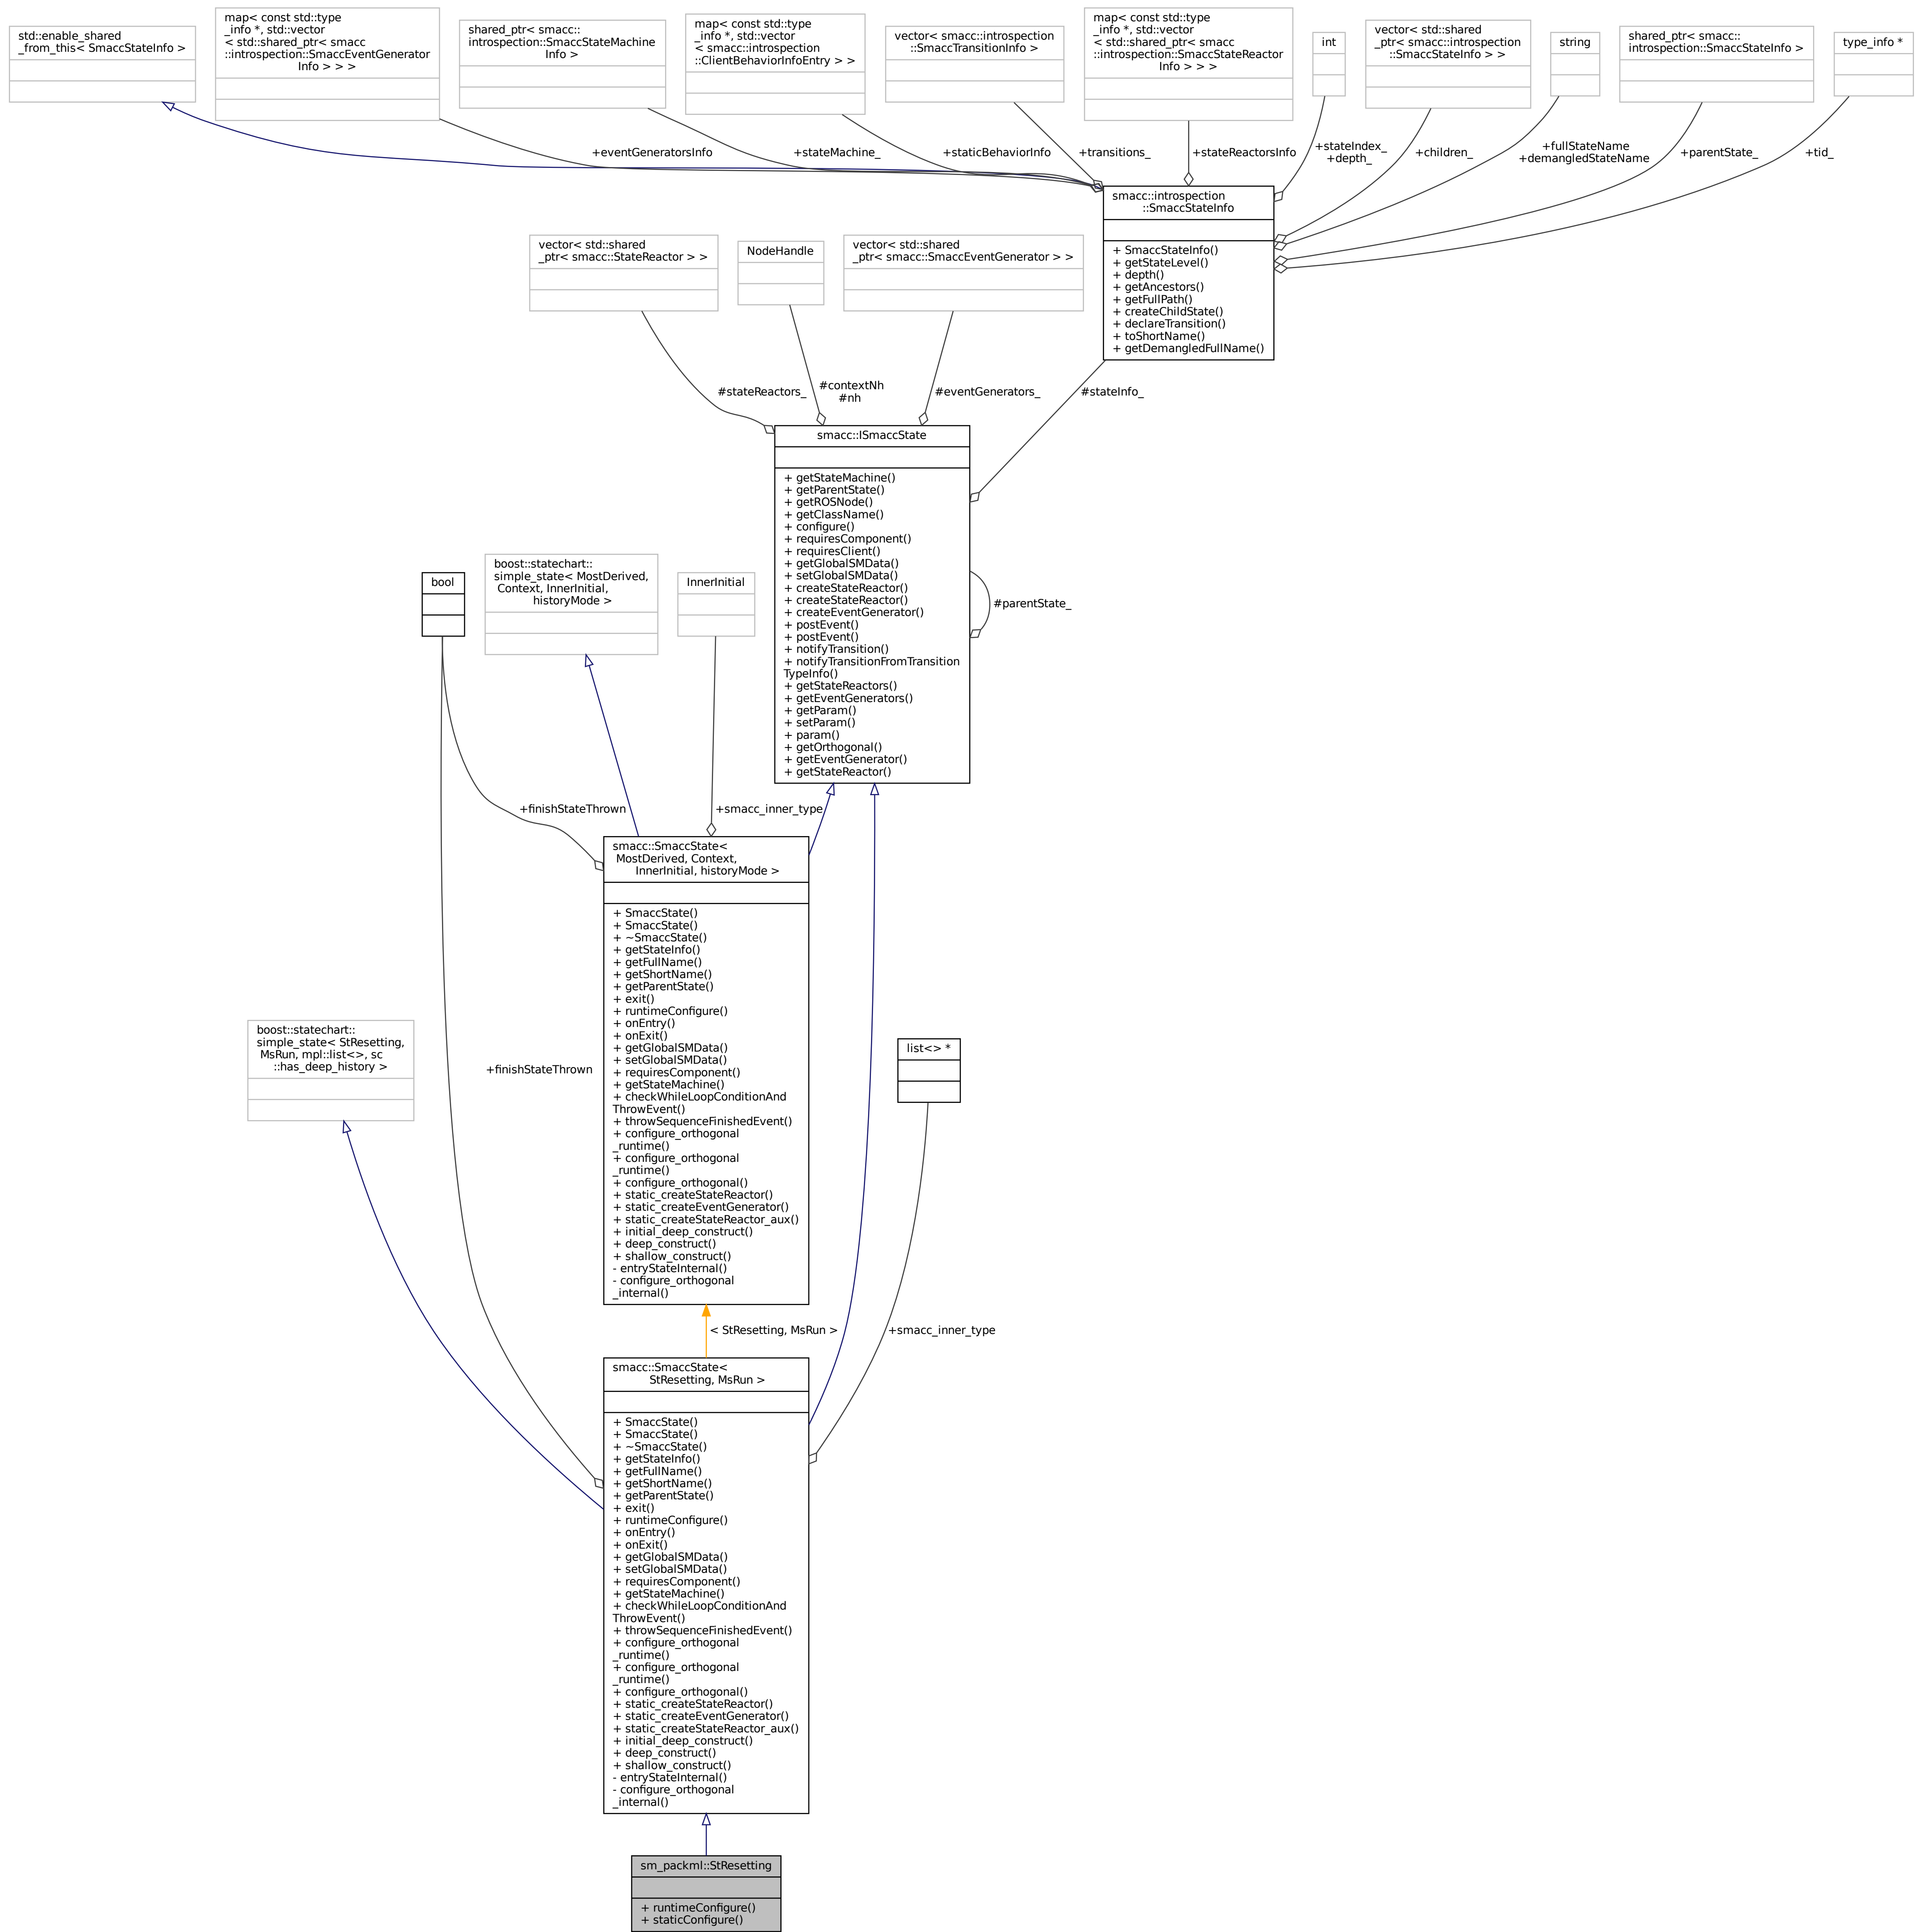 std::enable_shared
_from_this< SmaccStateInfo >
map< const std::type
_info *, std::vector
< std::shared_ptr< smacc
::introspection::SmaccEventGenerator
Info > > >
shared_ptr< smacc::
introspection::SmaccStateMachine
Info >
map< const std::type
_info *, std::vector
< smacc::introspection
::ClientBehaviorInfoEntry > >
vector< smacc::introspection
::SmaccTransitionInfo >
map< const std::type
_info *, std::vector
< std::shared_ptr< smacc
::introspection::SmaccStateReactor
Info > > >
int
vector< std::shared
_ptr< smacc::introspection
::SmaccStateInfo > >
string
shared_ptr< smacc::
introspection::SmaccStateInfo >
type_info *
+eventGeneratorsInfo
+stateMachine_
+staticBehaviorInfo
+transitions_
+stateReactorsInfo
+stateIndex_
+depth_
+children_
+fullStateName
+demangledStateName
+parentState_
+tid_
smacc::introspection
::SmaccStateInfo
+ SmaccStateInfo()
+ getStateLevel()
+ depth()
+ getAncestors()
+ getFullPath()
+ createChildState()
+ declareTransition()
+ toShortName()
+ getDemangledFullName()
vector< std::shared
_ptr< smacc::StateReactor > >
NodeHandle
vector< std::shared
_ptr< smacc::SmaccEventGenerator > >
#stateReactors_
#contextNh
#nh
#eventGenerators_
#stateInfo_
smacc::ISmaccState
+ getStateMachine()
+ getParentState()
+ getROSNode()
+ getClassName()
+ configure()
+ requiresComponent()
+ requiresClient()
+ getGlobalSMData()
+ setGlobalSMData()
+ createStateReactor()
+ createStateReactor()
+ createEventGenerator()
+ postEvent()
+ postEvent()
+ notifyTransition()
+ notifyTransitionFromTransition
TypeInfo()
+ getStateReactors()
+ getEventGenerators()
+ getParam()
+ setParam()
+ param()
+ getOrthogonal()
+ getEventGenerator()
+ getStateReactor()
#parentState_
bool
boost::statechart::
simple_state< MostDerived,
Context, InnerInitial,
historyMode >
InnerInitial
+finishStateThrown
+smacc_inner_type
smacc::SmaccState<
MostDerived, Context,
InnerInitial, historyMode >
+ SmaccState()
+ SmaccState()
+ ~SmaccState()
+ getStateInfo()
+ getFullName()
+ getShortName()
+ getParentState()
+ exit()
+ runtimeConfigure()
+ onEntry()
+ onExit()
+ getGlobalSMData()
+ setGlobalSMData()
+ requiresComponent()
+ getStateMachine()
+ checkWhileLoopConditionAnd
ThrowEvent()
+ throwSequenceFinishedEvent()
+ configure_orthogonal
_runtime()
+ configure_orthogonal
_runtime()
+ configure_orthogonal()
+ static_createStateReactor()
+ static_createEventGenerator()
+ static_createStateReactor_aux()
+ initial_deep_construct()
+ deep_construct()
+ shallow_construct()
- entryStateInternal()
- configure_orthogonal
_internal()
boost::statechart::
simple_state< StResetting,
MsRun, mpl::list<>, sc
::has_deep_history >
+finishStateThrown
list<> *
< StResetting, MsRun >
+smacc_inner_type
smacc::SmaccState<
StResetting, MsRun >
+ SmaccState()
+ SmaccState()
+ ~SmaccState()
+ getStateInfo()
+ getFullName()
+ getShortName()
+ getParentState()
+ exit()
+ runtimeConfigure()
+ onEntry()
+ onExit()
+ getGlobalSMData()
+ setGlobalSMData()
+ requiresComponent()
+ getStateMachine()
+ checkWhileLoopConditionAnd
ThrowEvent()
+ throwSequenceFinishedEvent()
+ configure_orthogonal
_runtime()
+ configure_orthogonal
_runtime()
+ configure_orthogonal()
+ static_createStateReactor()
+ static_createEventGenerator()
+ static_createStateReactor_aux()
+ initial_deep_construct()
+ deep_construct()
+ shallow_construct()
- entryStateInternal()
- configure_orthogonal
_internal()
sm_packml::StResetting
+ runtimeConfigure()
+ staticConfigure()